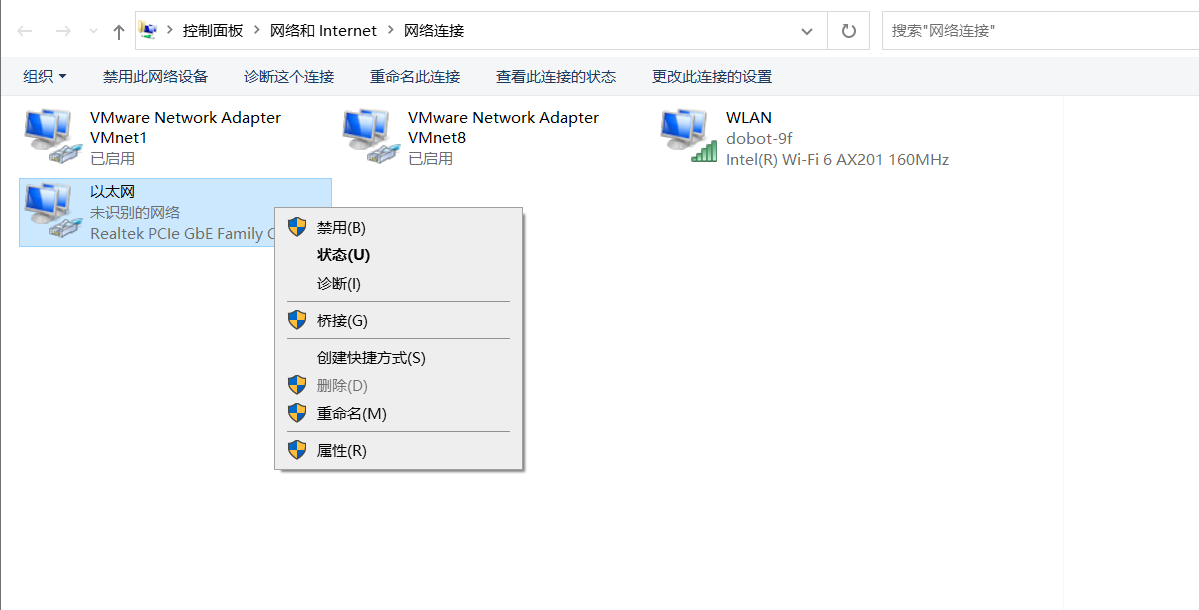 控制面板 > 网络和 Internet > 网络连接
搜索"网络连接"
组织 禁用此网络设备 诊断这个连接 重命名此连接 查看此连接的状态 更改此连接的设置
VMware Network Adapter
VMnet1
已启用
VMware Network Adapter
VMnet8
已启用
WLAN
dobot-9f
Intel(R) Wi-Fi 6 AX201 160MHz
以太网
未识别的网络
Realtek PCIe GbE Family C
禁用(B)
状态(U)
诊断(I)
桥接(G)
创建快捷方式(S)
删除(D)
重命名(M)
属性(R)